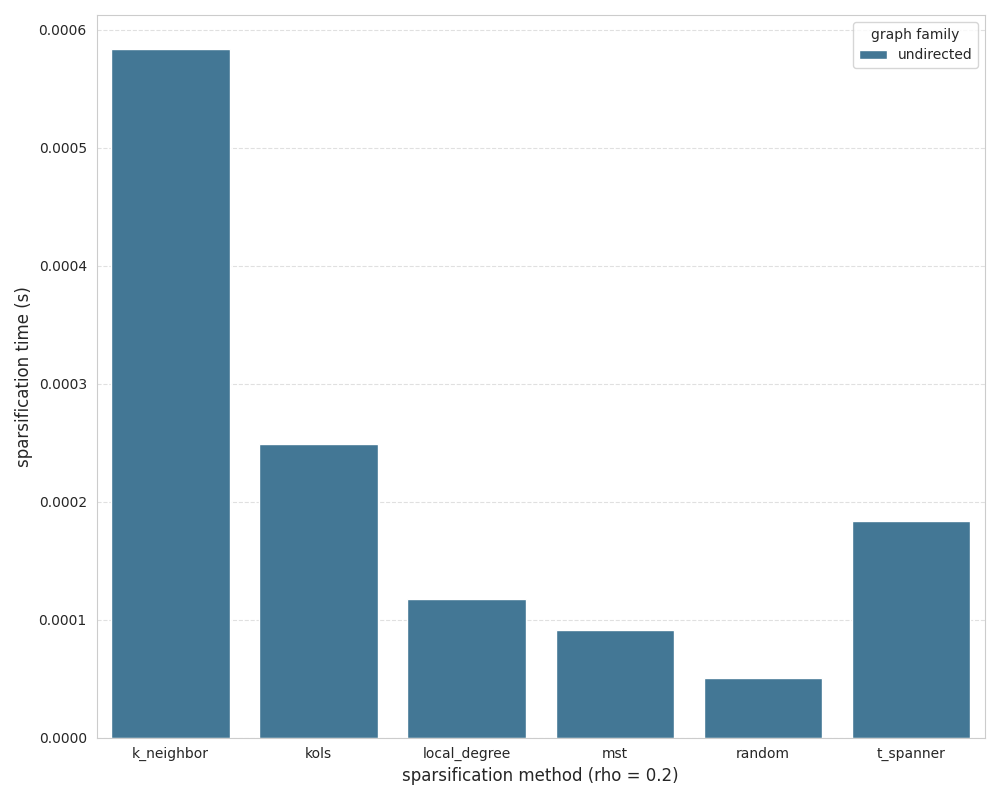 graph family
undirected
0.0006
0.0005
0.0004
0.0003
0.0002
0.0001
0.0000
sparsification time (s)
k_neighbor
kols
local_degree
mst
random
t_spanner
sparsification method (rho = 0.2)